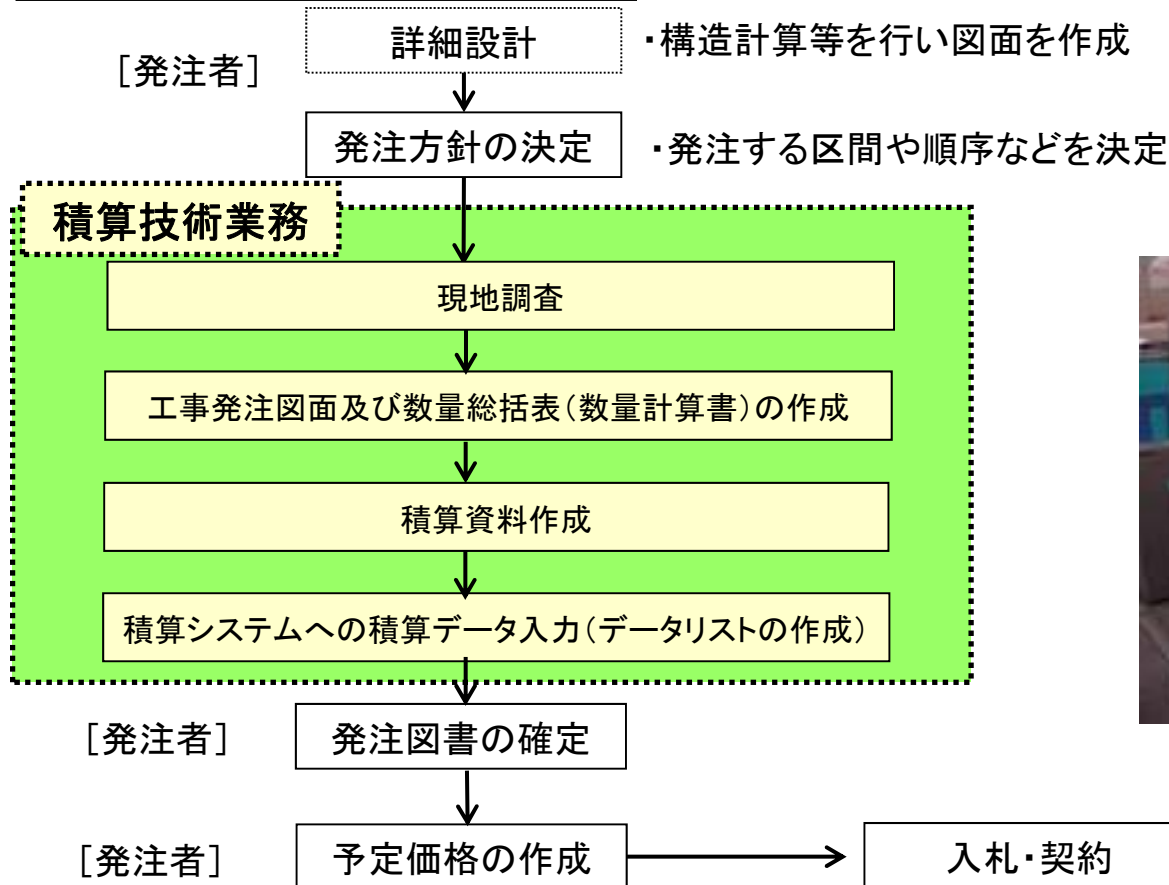 詳細設計
・構造計算等を行い図面を作成
［発注者］
発注方針の決定
・発注する区間や順序などを決定
積算技術業務
現地調査
工事発注図面及び数量総括表（数量計算書）の作成
積算資料作成
積算システムへの積算データ入力（データリストの作成）
［発注者］
発注図書の確定
［発注者］
予定価格の作成
入札・契約